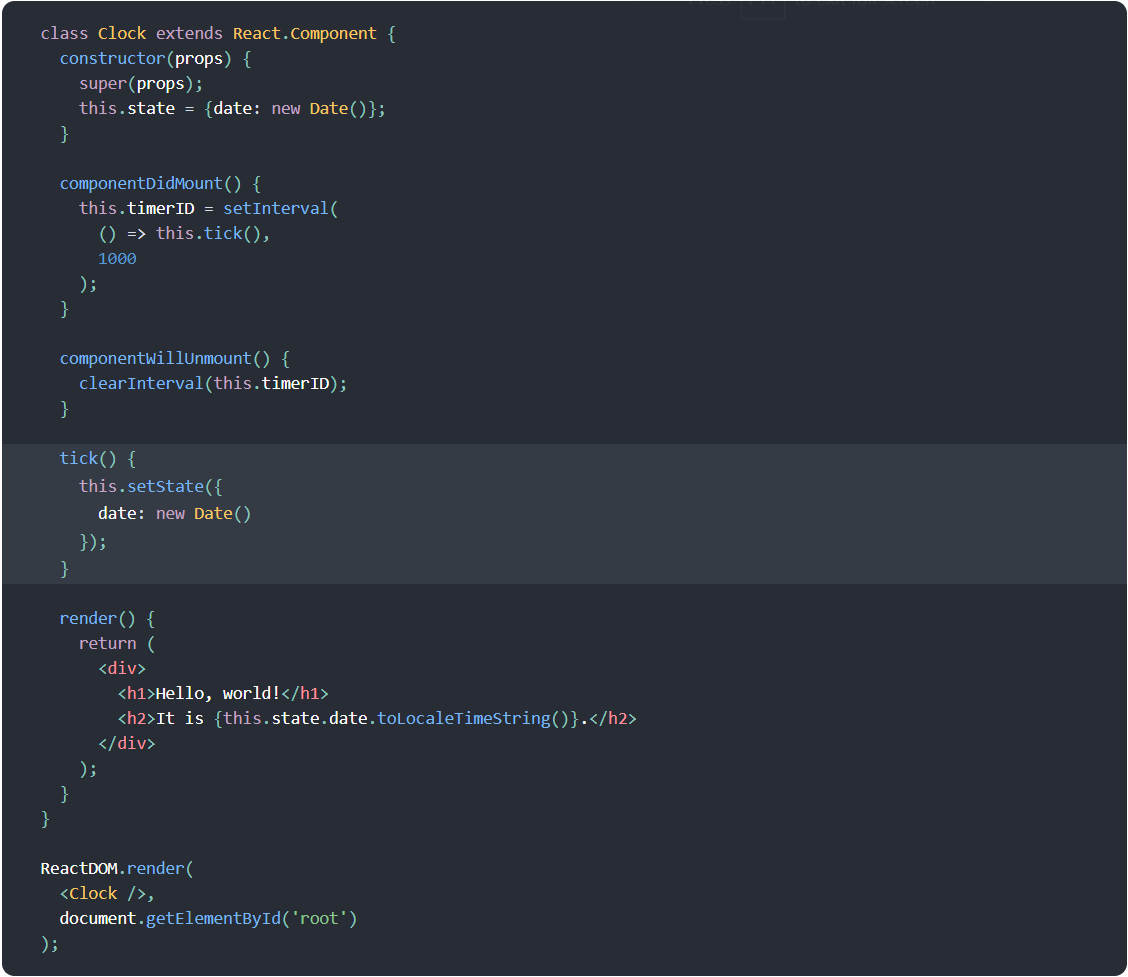 class Clock extends React.Component {
  constructor(props) {
    super(props);
    this.state = {date: new Date()};
  }

  componentDidMount() {
    this.timerID = setInterval(
      () => this.tick(),
      1000
    );
  }

  componentWillUnmount() {
    clearInterval(this.timerID);
  }

  tick() {
    this.setState({
      date: new Date()
    });
  }

  render() {
    return (
      <div>
        <h1>Hello, world!</h1>
        <h2>It is {this.state.date.toLocaleTimeString()}.</h2>
      </div>
    );
  }
}

ReactDOM.render(
  <Clock />,
  document.getElementById('root')
);